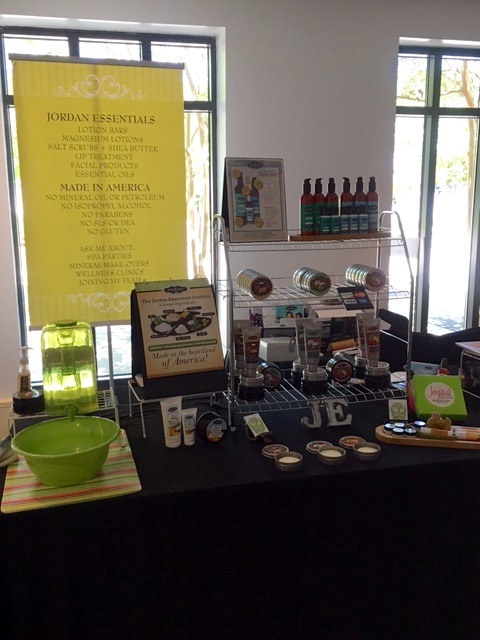 JORDAN ESSENTIALS
LOTION BARS
MAGNESIUM LOTIONS
SALT SCRUBS + SHEA BUTTER
LIP TREATMENT
FACIAL PRODUCTS
ESSENTIAL OILS
MADE IN AMERICA
NO MINERAL OIL OR PETROLEUM
NO ISOPROPYL ALCOHOL
NO PARABENS
NO SLS OR DEA
NO GLUTEN
ASK ME ABOUT...
SPA PARTIES
MINERAL MAKE-OVERS
WELLNESS CLINICS
JOINING MY TEAM
The Jordan Essentials
Natural Ingredients
Made in the heartland
of America!
JE